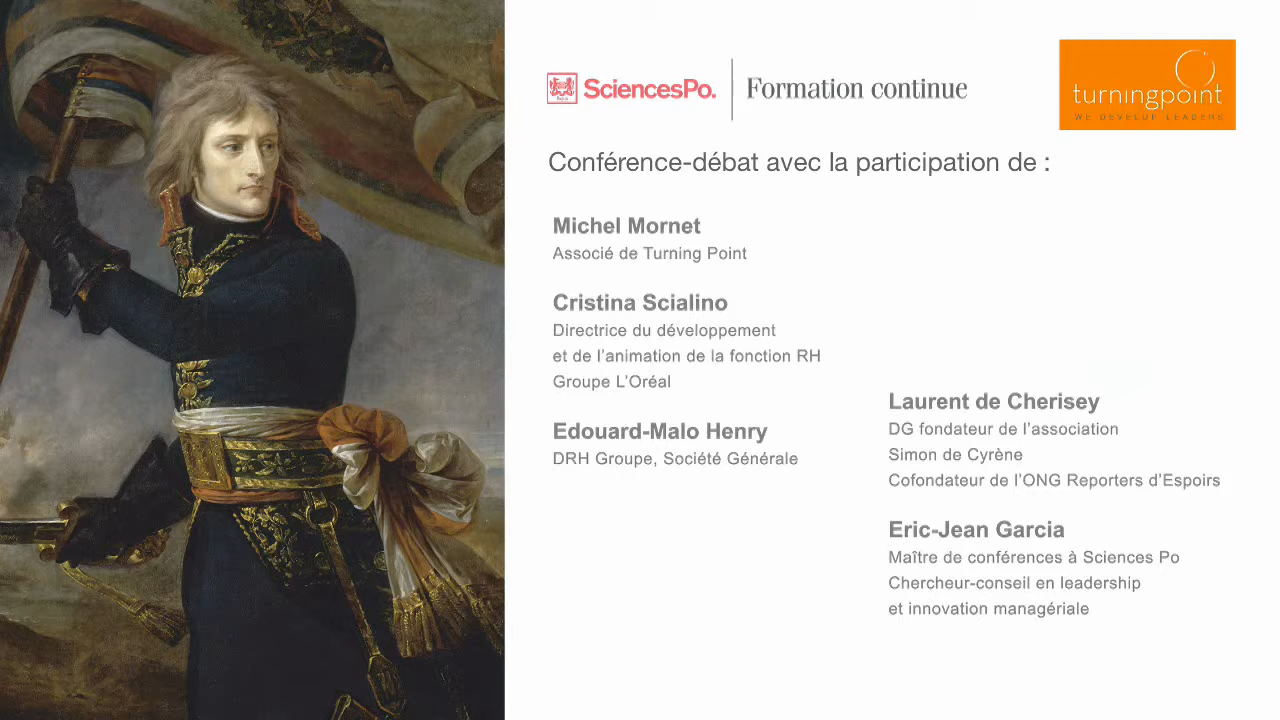 SciencesPo.
Formation continue
turningpoint
WE DEVELOP LEADERS
Conférence-débat avec la participation de :
Michel Mornet
Associé de Turning Point
Cristina Scialino
Directrice du développement
et de l'animation de la fonction RH
Groupe L'Oréal
Edouard-Malo Henry
DRH Groupe, Société Générale
Laurent de Cherisey
DG fondateur de l'association
Simon de Cyrène
Cofondateur de l'ONG Reporters d'Espoirs
Eric-Jean Garcia
Maître de conférences à Sciences Po
Chercheur-conseil en leadership
et innovation managériale